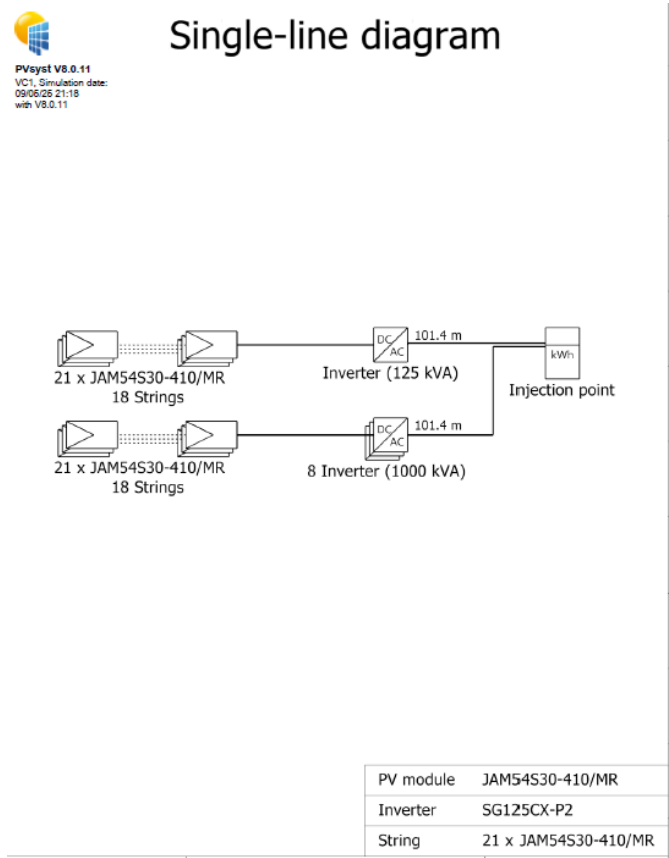 Single-line diagram
PVsyst V8.0.11
VC1, Simulation date:
09/06/25 21:18
with V8.0.11
DC
AC
101.4 m
kWh
21 x JAM54S30-410/MR
18 Strings
Inverter (125 kVA)
Injection point
DC
AC
101.4 m
21 x JAM54S30-410/MR
18 Strings
8 Inverter (1000 kVA)
PV module JAM54S30-410/MR
Inverter SG125CX-P2
String 21 x JAM54S30-410/MR